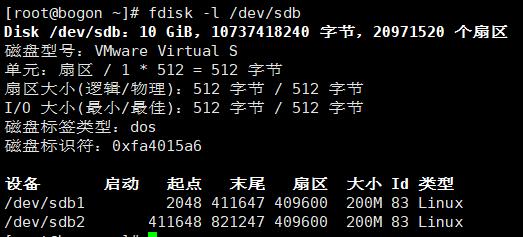 [root@bogon ~]# fdisk -l /dev/sdb
Disk /dev/sdb：10 GiB，10737418240 字节，20971520 个扇区
磁盘型号：VMware Virtual S
单元：扇区 / 1 * 512 = 512 字节
扇区大小(逻辑/物理)：512 字节 / 512 字节
I/O 大小(最小/最佳)：512 字节 / 512 字节
磁盘标签类型：dos
磁盘标识符：0xfa4015a6
设备 启动 起点 末尾 扇区 大小 Id 类型
/dev/sdb1 2048 411647 409600 200M 83 Linux
/dev/sdb2 411648 821247 409600 200M 83 Linux